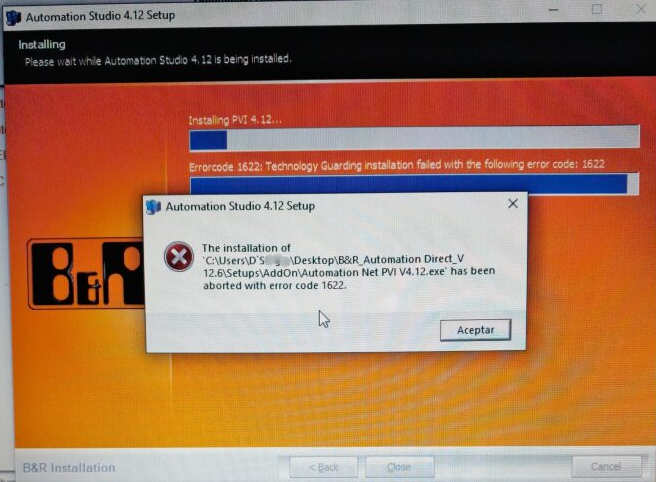 Automation Studio 4.12 Setup
Installing
Please wait while Automation Studio 4.12 is being installed.
Installing PVI 4.12...
Errorcode 1622: Technology Guarding installation failed with the following error code: 1622
Automation Studio 4.12 Setup
The installation of
'C:\Users\D`S\Desktop\B&R_Automation Direct_V
12.6\Setups\AddOn\Automation Net PVI V4.12.exe' has been
aborted with error code 1622.
Aceptar
B&R
B&R Installation
< Back
Close
Cancel